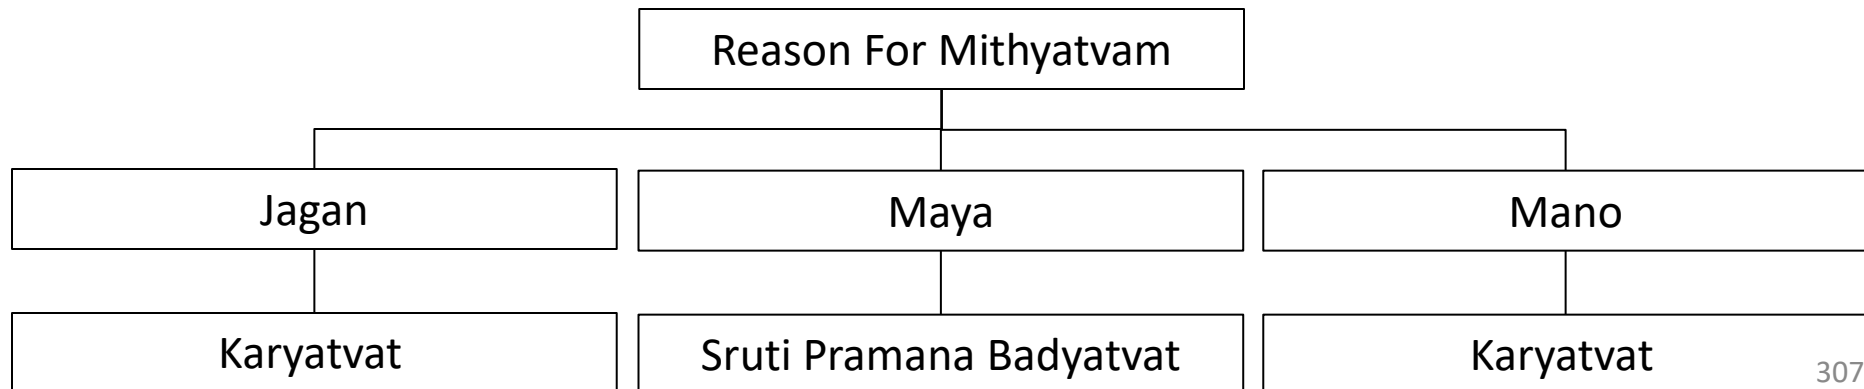 Reason For Mithyatvam
Jagan
Maya
Mano
Karyatvat
Sruti Pramana Badyatvat
Karyatvat
307